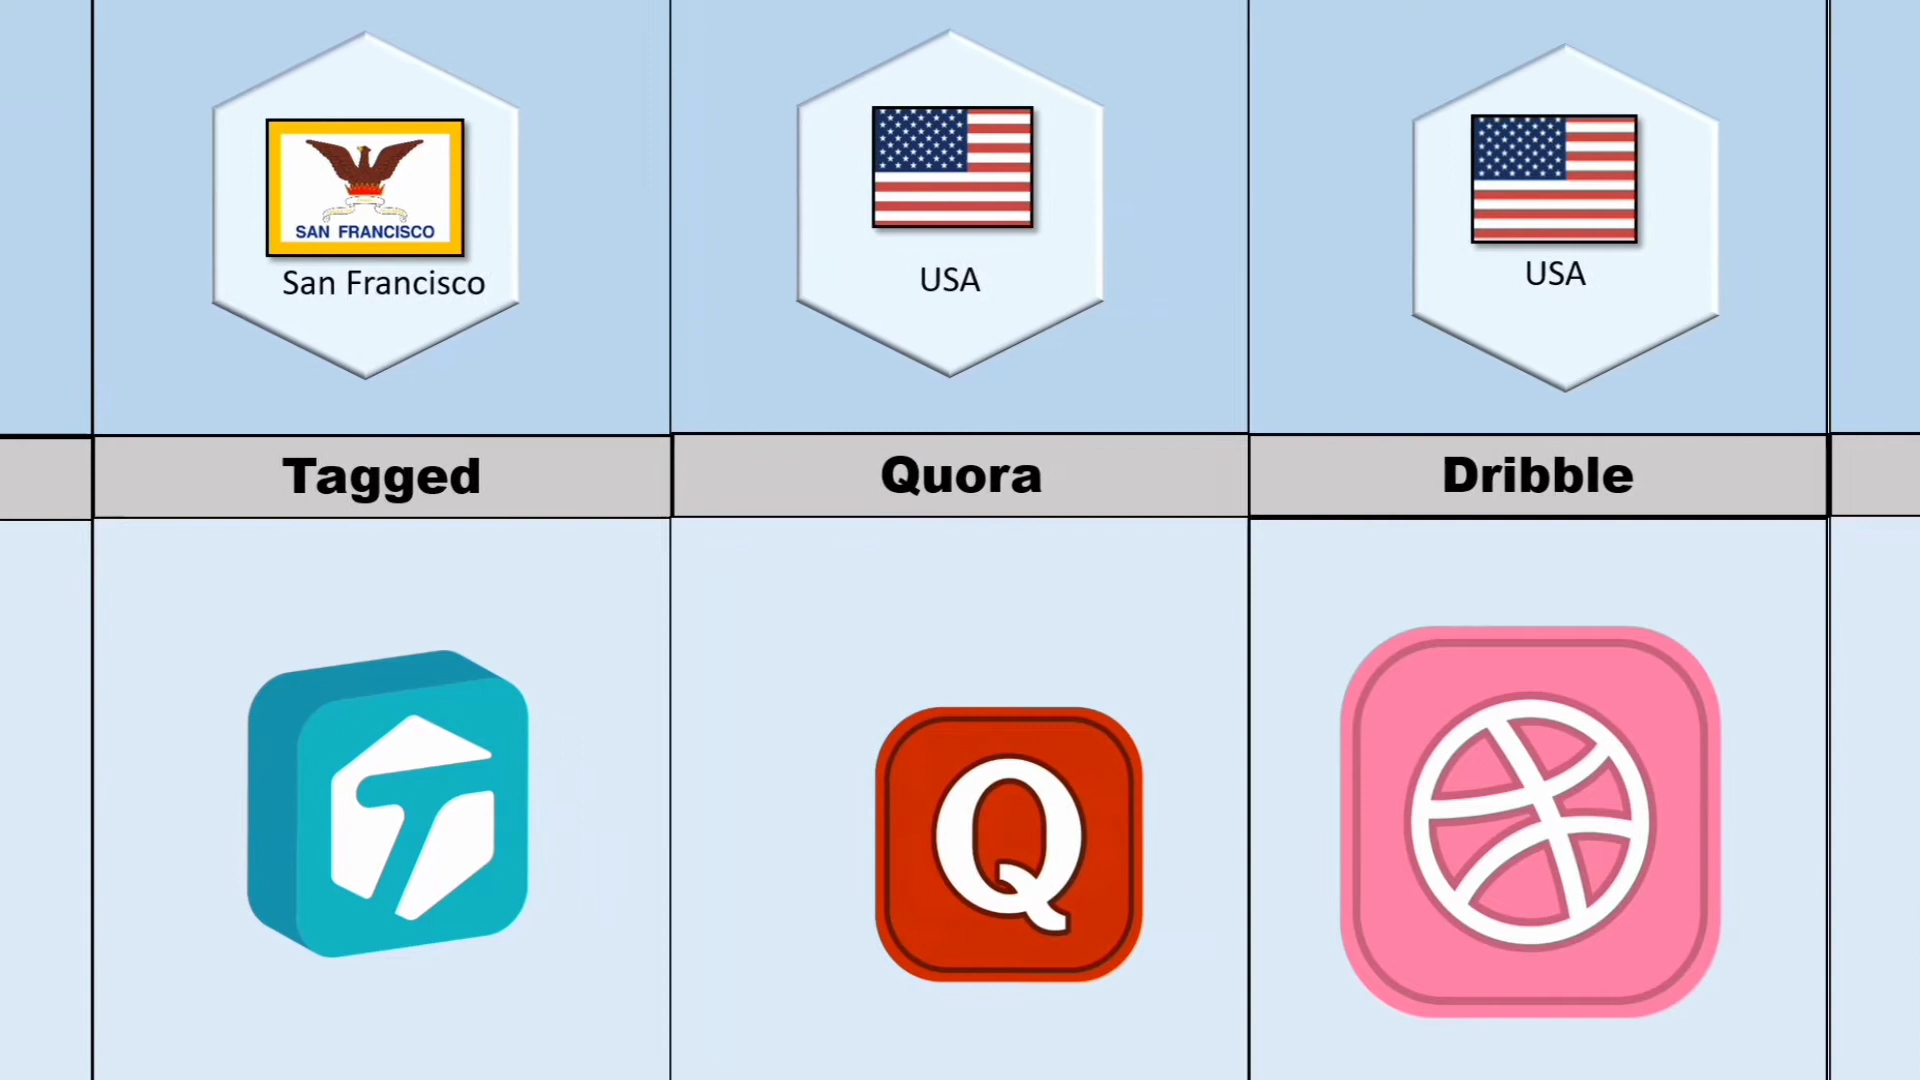 SAN FRANCISCO
San Francisco
USA
USA
Tagged
Quora
Dribble
Q